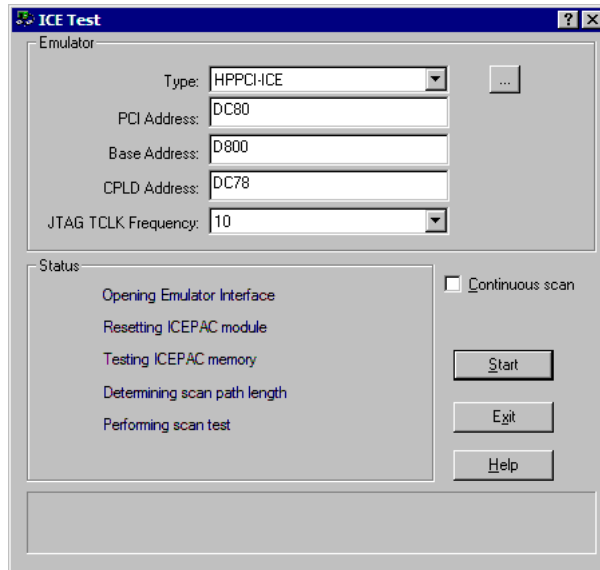 ICE Test
Emulator
Type: HPPCI-ICE ...
PCI Address: DC80
Base Address: D800
CPLD Address: DC78
JTAG TCLK Frequency: 10
Status
Opening Emulator Interface
Resetting ICEPAC module
Testing ICEPAC memory
Determining scan path length
Performing scan test
Continuous scan
Start
Exit
Help